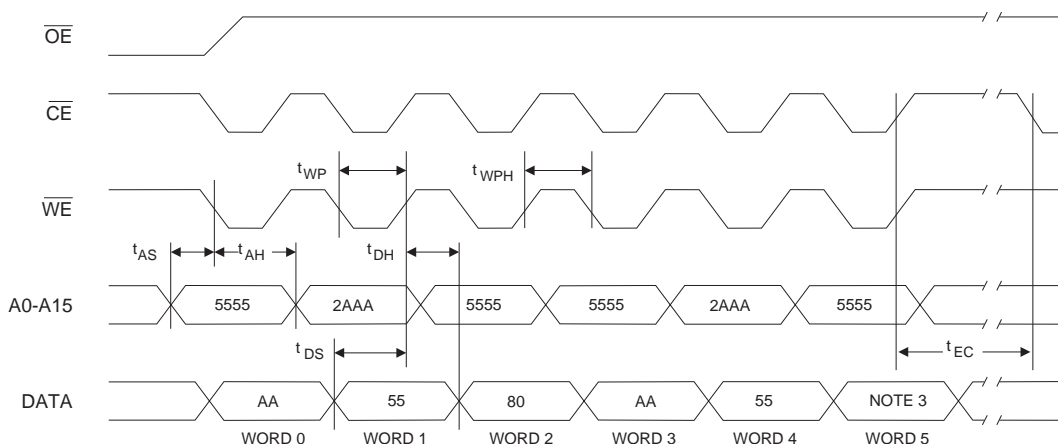 OE
CE
tWP
tWPH
WE
tAS
tAH
tDH
A0-A15 5555 2AAA 5555 5555 2AAA 5555
tDS
tEC
DATA AA 55 80 AA 55 NOTE 3
WORD 0 WORD 1 WORD 2 WORD 3 WORD 4 WORD 5